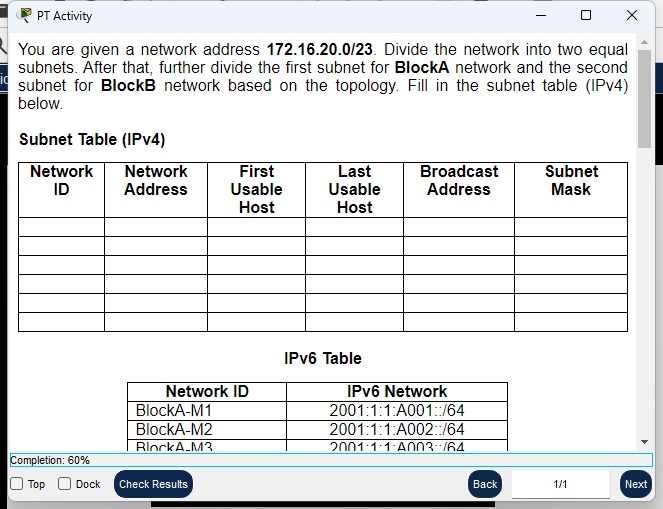 PT Activity
You are given a network address 172.16.20.0/23. Divide the network into two equal
subnets. After that, further divide the first subnet for BlockA network and the second
subnet for BlockB network based on the topology. Fill in the subnet table (IPv4)
below.
Subnet Table (IPv4)
Network ID
Network Address
First Usable Host
Last Usable Host
Broadcast Address
Subnet Mask
IPv6 Table
Network ID IPv6 Network
BlockA-M1 2001:1:1:A001::/64
BlockA-M2 2001:1:1:A002::/64
BlockA-M3 2001:1:1:A003::/64
Completion: 60%
Top Dock Check Results Back 1/1 Next